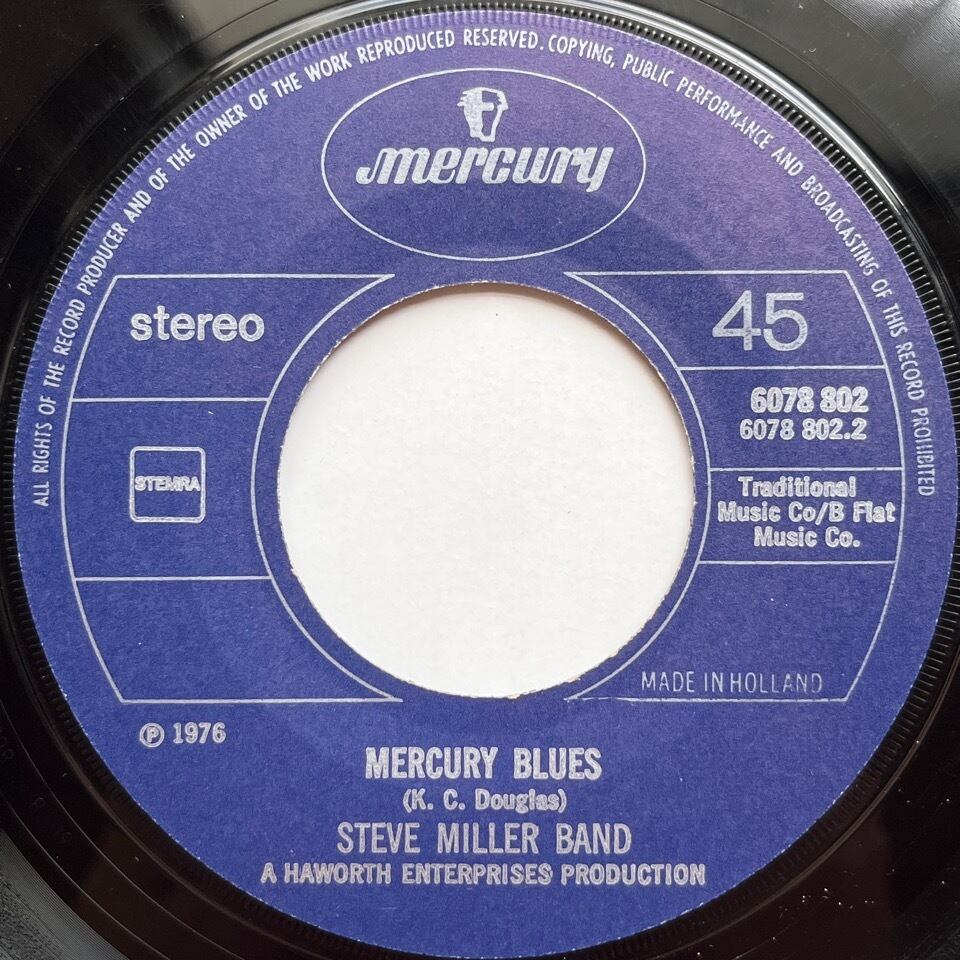 ALL RIGHTS OF THE RECORD PRODUCER AND OF THE OWNER OF THE WORK REPRODUCED RESERVED. COPYING, PUBLIC PERFORMANCE AND BROADCASTING OF THIS RECORD PROHIBITED
mercury
stereo
45
6078 802
6078 802.2
STEMRA
Traditional
Music Co/B Flat
Music Co.
MADE IN HOLLAND
℗ 1976
MERCURY BLUES
(K. C. Douglas)
STEVE MILLER BAND
A HAWORTH ENTERPRISES PRODUCTION